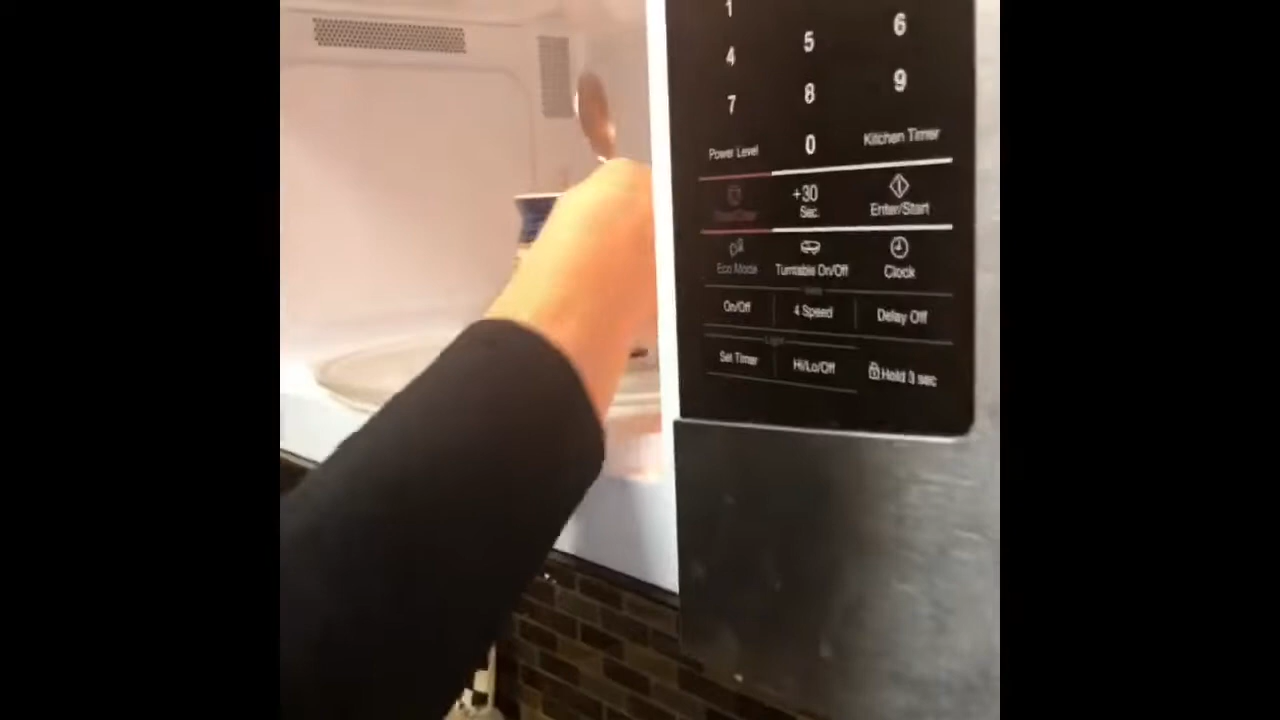 1
4 5 6
7 8 9
Power Level 0 Kitchen Timer
+30 Sec. Enter/Start
Eco Mode Turntable On/Off Clock
On/Off 4 Speed Delay Off
Light
Set Timer Hi/Lo/Off Hold 3 sec